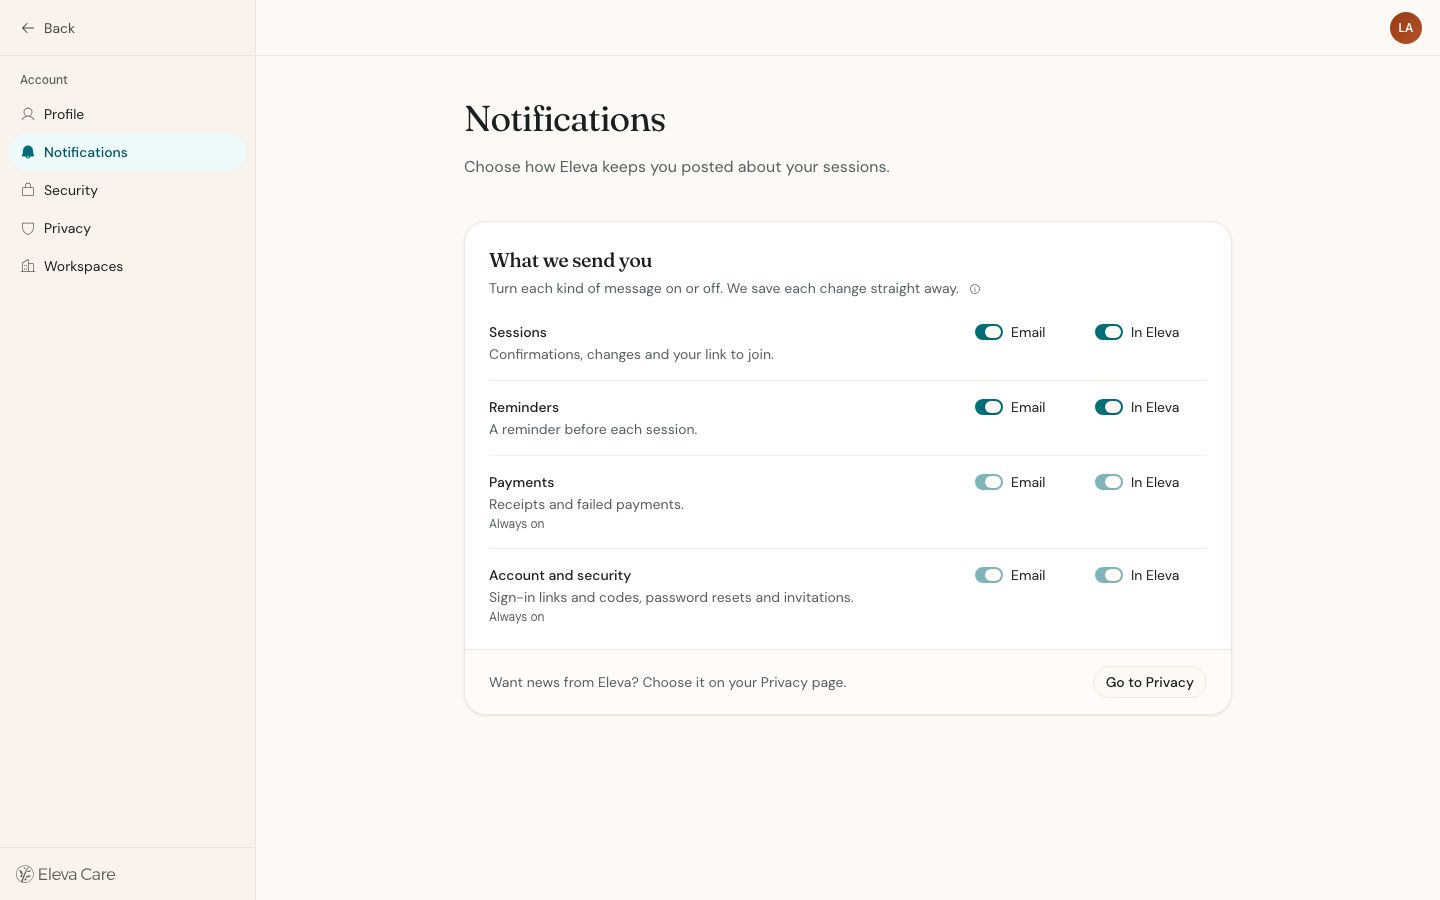 Back
LA
Account
Profile
Notifications
Security
Privacy
Workspaces
Notifications
Choose how Eleva keeps you posted about your sessions.
What we send you
Turn each kind of message on or off. We save each change straight away.
Sessions
Email
In Eleva
Confirmations, changes and your link to join.
Reminders
Email
In Eleva
A reminder before each session.
Payments
Email
In Eleva
Receipts and failed payments.
Always on
Account and security
Email
In Eleva
Sign-in links and codes, password resets and invitations.
Always on
Want news from Eleva? Choose it on your Privacy page.
Go to Privacy
Eleva Care